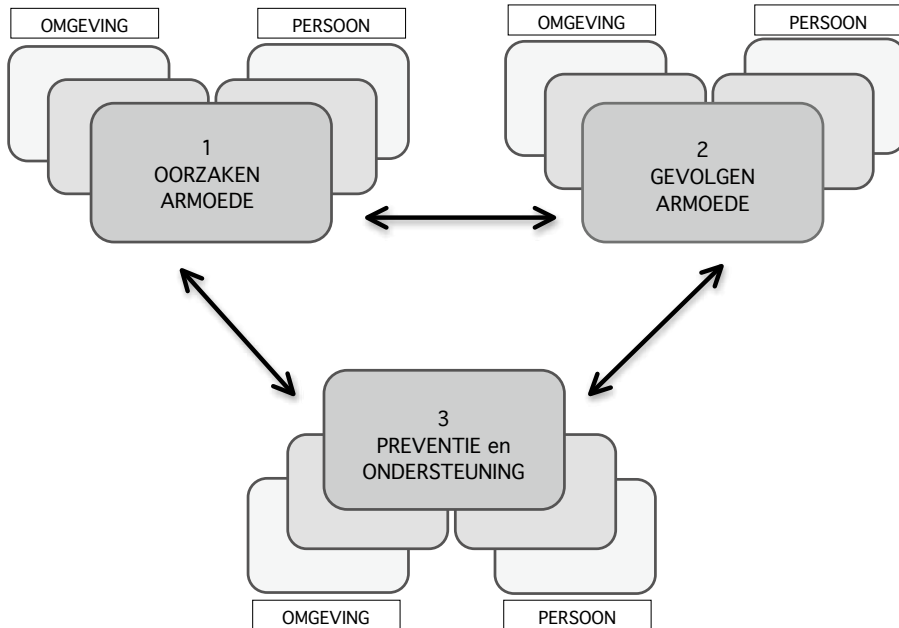 OMGEVING
PERSOON
1
OORZAKEN
ARMOEDE
OMGEVING
PERSOON
2
GEVOLGEN
ARMOEDE
3
PREVENTIE en
ONDERSTEUNING
OMGEVING
PERSOON